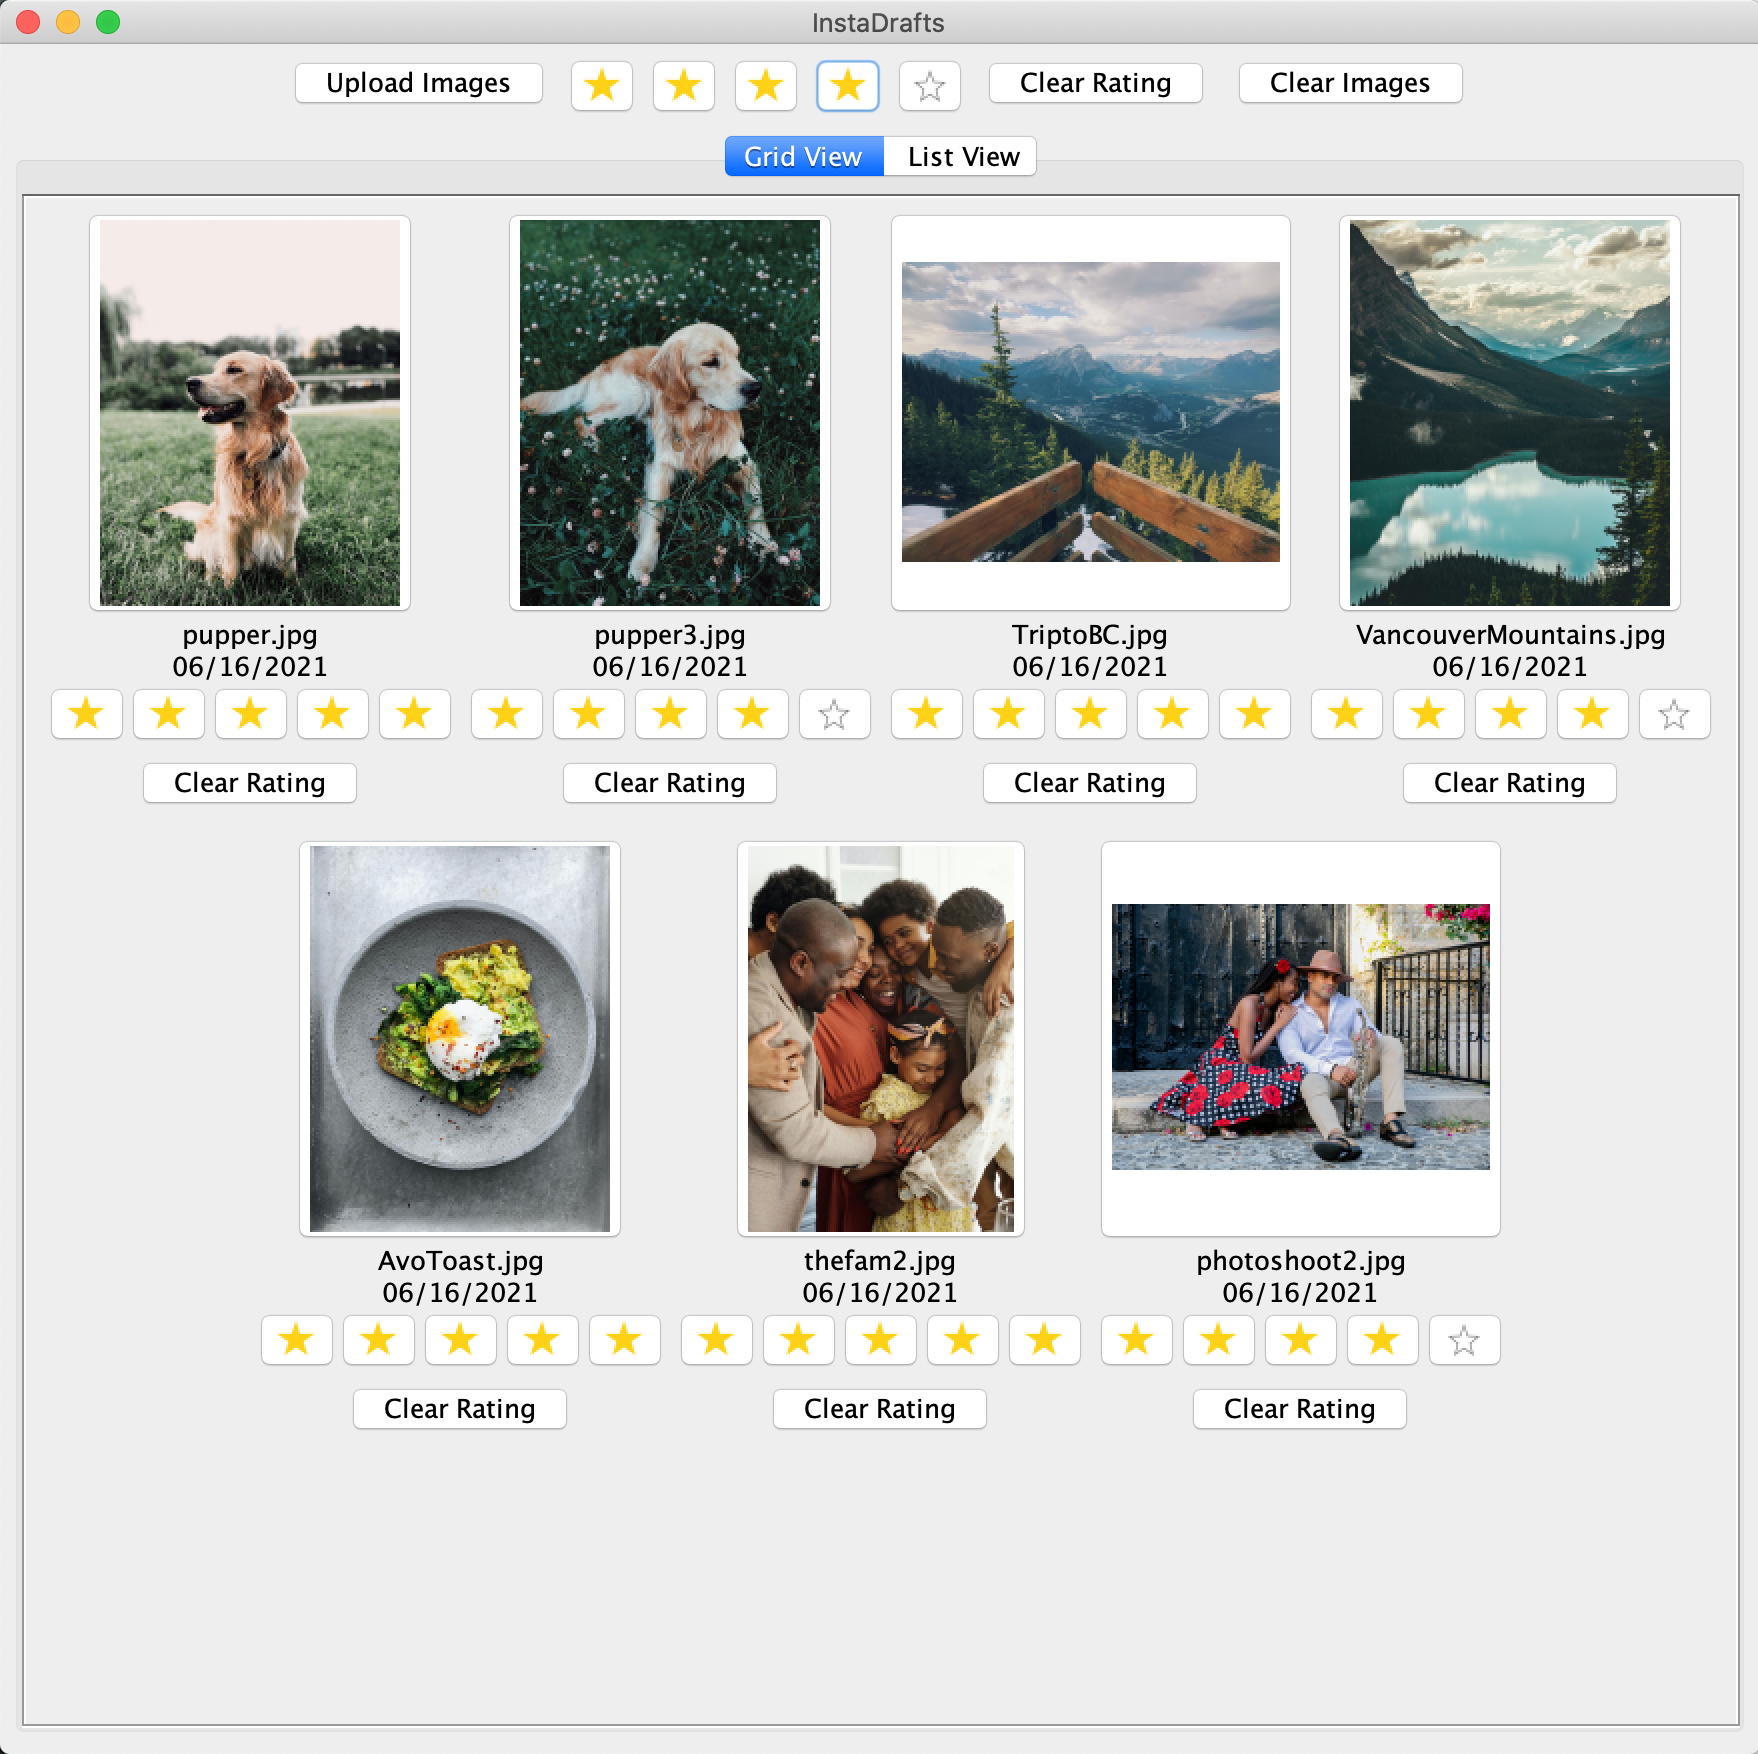 InstaDrafts
Upload Images Clear Rating Clear Images
Grid View List View
pupper.jpg pupper3.jpg TriptoBC.jpg VancouverMountains.jpg
06/16/2021 06/16/2021 06/16/2021 06/16/2021
Clear Rating Clear Rating Clear Rating Clear Rating
AvoToast.jpg thefam2.jpg photoshoot2.jpg
06/16/2021 06/16/2021 06/16/2021
Clear Rating Clear Rating Clear Rating